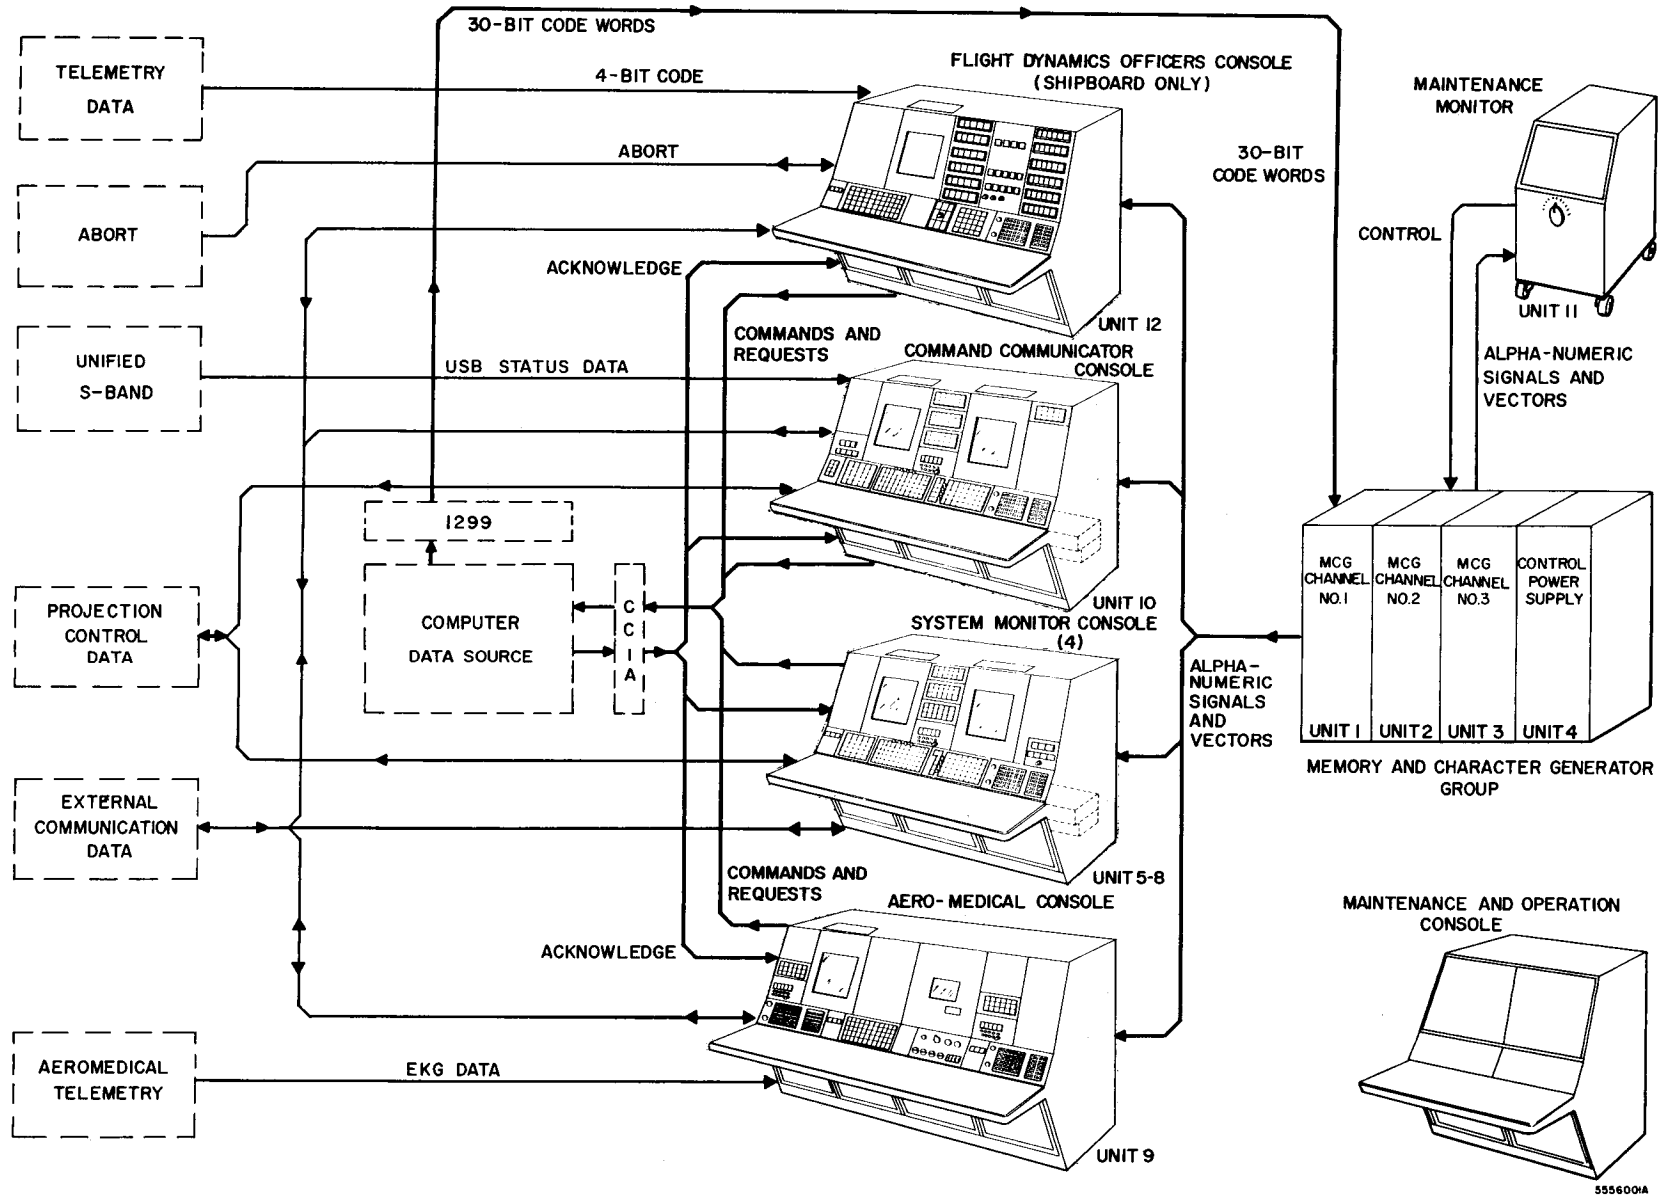 30-BIT CODE WORDS
TELEMETRY
DATA
4-BIT CODE
FLIGHT DYNAMICS OFFICERS CONSOLE
(SHIPBOARD ONLY)
MAINTENANCE
MONITOR
ABORT
30-BIT
CODE WORDS
ABORT
CONTROL
ACKNOWLEDGE
UNIT 12
UNIT 11
COMMANDS AND
REQUESTS
UNIFIED
S-BAND
USB STATUS DATA
COMMAND COMMUNICATOR
CONSOLE
ALPHA-NUMERIC
SIGNALS AND
VECTORS
1299
COMPUTER
DATA SOURCE
CCIA
PROJECTION
CONTROL
DATA
UNIT 10
SYSTEM MONITOR CONSOLE
(4)
MCG
CHANNEL
NO.1
MCG
CHANNEL
NO.2
MCG
CHANNEL
NO.3
CONTROL
POWER
SUPPLY
ALPHA-
NUMERIC
SIGNALS
AND
VECTORS
UNIT 1
UNIT 2
UNIT 3
UNIT 4
MEMORY AND CHARACTER GENERATOR
GROUP
EXTERNAL
COMMUNICATION
DATA
UNIT 5-8
COMMANDS AND
REQUESTS
AERO-MEDICAL CONSOLE
MAINTENANCE AND OPERATION
CONSOLE
ACKNOWLEDGE
AEROMEDICAL
TELEMETRY
EKG DATA
UNIT 9
5556001A